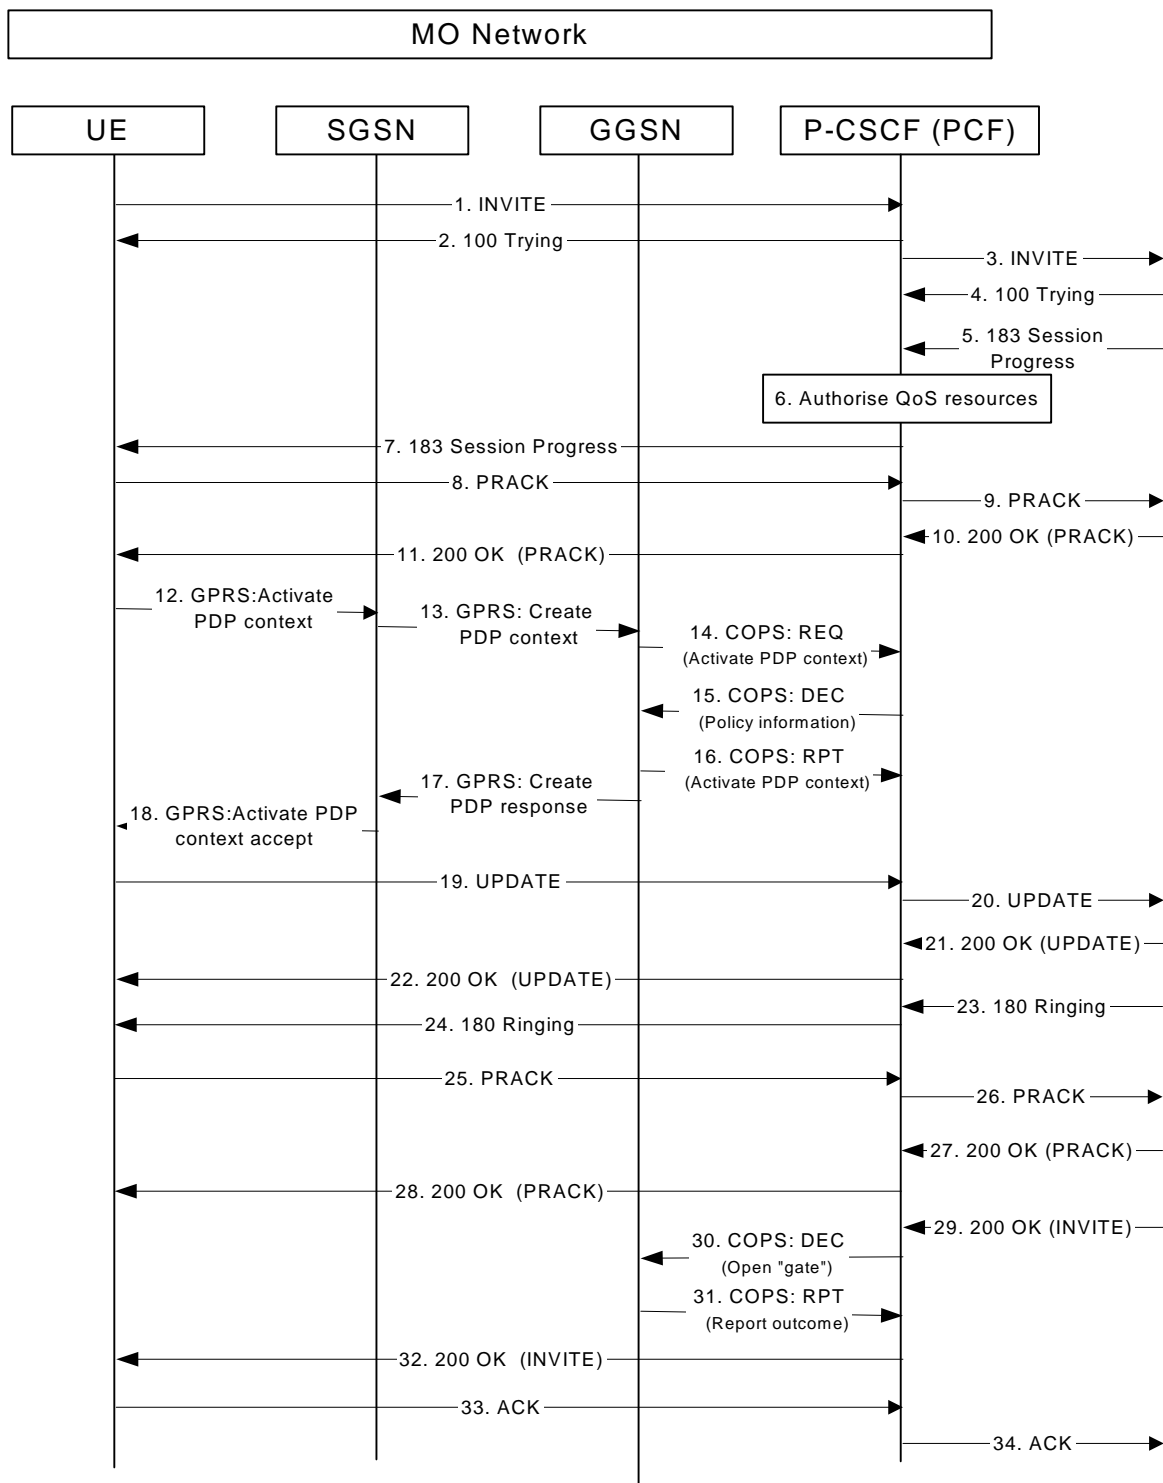 MO Network
UE
SGSN
GGSN
P-CSCF (PCF)
1. INVITE
2. 100 Trying
3. INVITE
4. 100 Trying
5. 183 Session
Progress
6. Authorise QoS resources
7. 183 Session Progress
8. PRACK
9. PRACK
10. 200 OK (PRACK)
11. 200 OK (PRACK)
12. GPRS:Activate
PDP context
13. GPRS: Create
PDP context
14. COPS: REQ
(Activate PDP context)
15. COPS: DEC
(Policy information)
16. COPS: RPT
(Activate PDP context)
17. GPRS: Create
PDP response
18. GPRS:Activate PDP
context accept
19. UPDATE
20. UPDATE
21. 200 OK (UPDATE)
22. 200 OK (UPDATE)
23. 180 Ringing
24. 180 Ringing
25. PRACK
26. PRACK
27. 200 OK (PRACK)
28. 200 OK (PRACK)
29. 200 OK (INVITE)
30. COPS: DEC
(Open "gate")
31. COPS: RPT
(Report outcome)
32. 200 OK (INVITE)
33. ACK
34. ACK